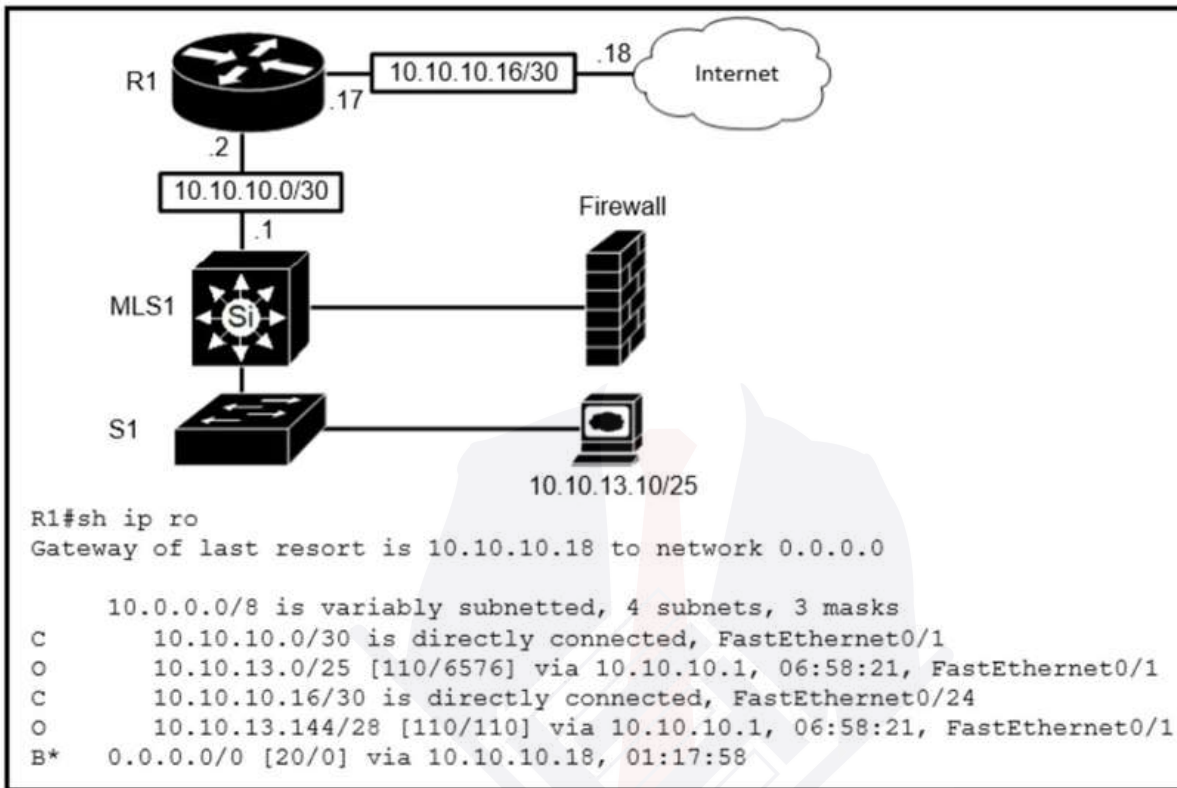 R1
10.10.10.16/30
.18
Internet
.17
.2
10.10.10.0/30
.1
Firewall
MLS1
Si
S1
10.10.13.10/25
R1#sh ip ro
Gateway of last resort is 10.10.10.18 to network 0.0.0.0
10.0.0.0/8 is variably subnetted, 4 subnets, 3 masks
C 10.10.10.0/30 is directly connected, FastEthernet0/1
O 10.10.13.0/25 [110/6576] via 10.10.10.1, 06:58:21, FastEthernet0/1
C 10.10.10.16/30 is directly connected, FastEthernet0/24
O 10.10.13.144/28 [110/110] via 10.10.10.1, 06:58:21, FastEthernet0/1
B* 0.0.0.0/0 [20/0] via 10.10.10.18, 01:17:58